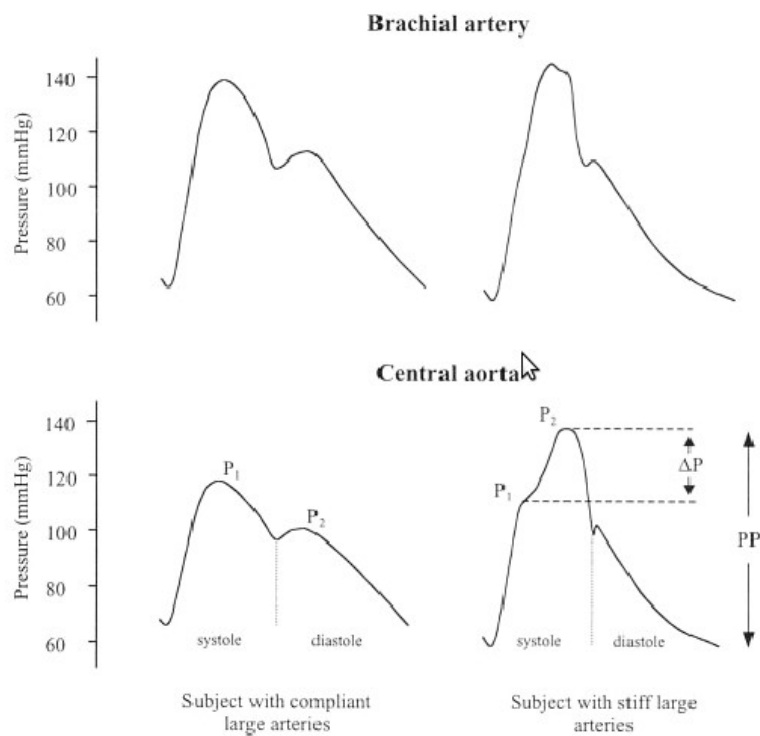 Brachial artery
140
120
100
80
60
Pressure (mmHg)
Central aorta
140
120
100
80
60
Pressure (mmHg)
P1
P2
systole
diastole
P2
P1
ΔP
PP
systole
diastole
Subject with compliant
large arteries
Subject with stiff large
arteries